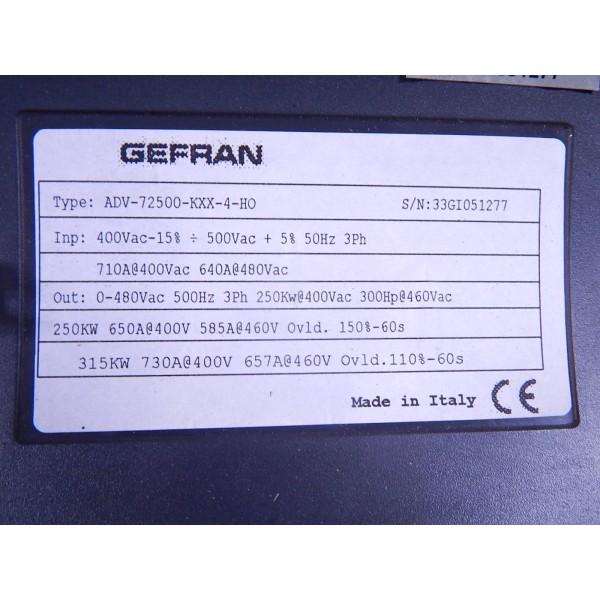 GEFRAN
Type: ADV-72500-KXX-4-HO S/N:33GI051277
Inp: 400Vac-15% ÷ 500Vac + 5% 50Hz 3Ph
710A@400Vac 640A@480Vac
Out: 0-480Vac 500Hz 3Ph 250Kw@400Vac 300Hp@460Vac
250KW 650A@400V 585A@460V Ovld. 150%-60s
315KW 730A@400V 657A@460V Ovld.110%-60s
Made in Italy CE